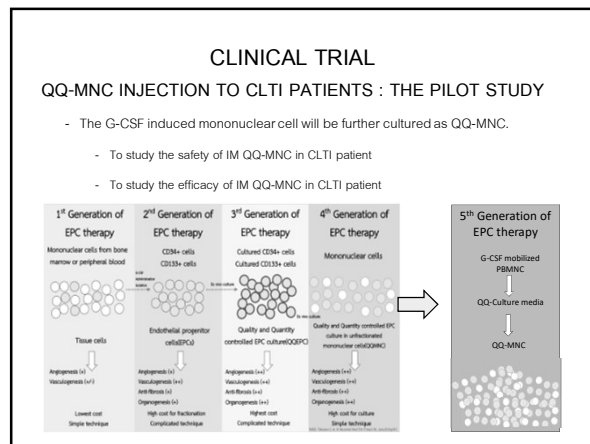 CLINICAL TRIAL
QQ-MNC INJECTION TO CLTI PATIENTS : THE PILOT STUDY
- The G-CSF induced mononuclear cell will be further cultured as QQ-MNC.
- To study the safety of IM QQ-MNC in CLTI patient
- To study the efficacy of IM QQ-MNC in CLTI patient
1st Generation of
EPC therapy
Mononuclear cells from bone
marrow or peripheral blood
Tissue cells
Angiogenesis (+)
Vasculogenesis (+/-)
Lowest cost
Simple technique
2nd Generation of
EPC therapy
CD34+ cells
CD133+ cells
Endothelial progenitor
cells(EPCs)
Angiogenesis (+)
Vasculogenesis (++)
Anti-fibrosis (+)
Organogenesis (+)
High cost for fractionation
Complicated technique
3rd Generation of
EPC therapy
Cultured CD34+ cells
Cultured CD133+ cells
Quality and Quantity
controlled EPC culture(QQEPC)
Angiogenesis (++)
Vasculogenesis (++)
Anti-fibrosis (++)
Organogenesis (++)
Highest cost
Complicated technique
4th Generation of
EPC therapy
Mononuclear cells
Quality and Quantity controlled EPC
culture in unfractionated
mononuclear cells(QQMNC)
Angiogenesis (++)
Vasculogenesis (++)
Anti-fibrosis (++)
Organogenesis (++)
High cost for culture
Simple technique
5th Generation of
EPC therapy
G-CSF mobilized
PBMNC
QQ-Culture media
QQ-MNC